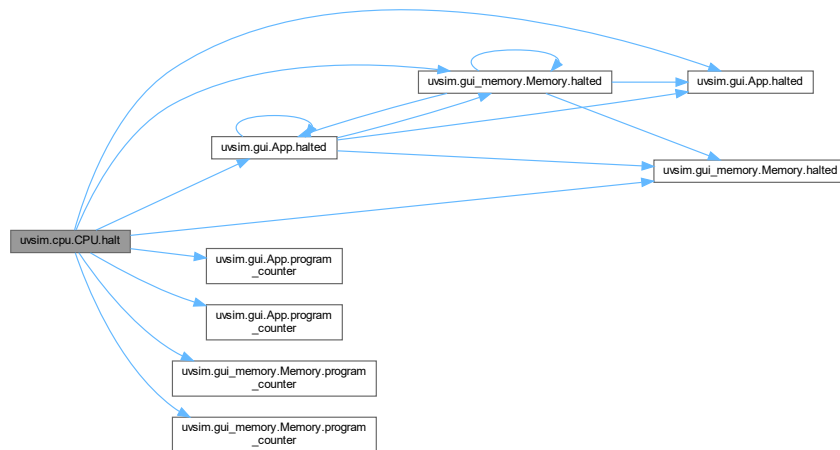 uvsim.gui_memory.Memory.halted
uvsim.gui.App.halted
uvsim.gui.App.halted
uvsim.gui_memory.Memory.halted
uvsim.cpu.CPU.halt
uvsim.gui.App.program
_counter
uvsim.gui.App.program
_counter
uvsim.gui_memory.Memory.program
_counter
uvsim.gui_memory.Memory.program
_counter